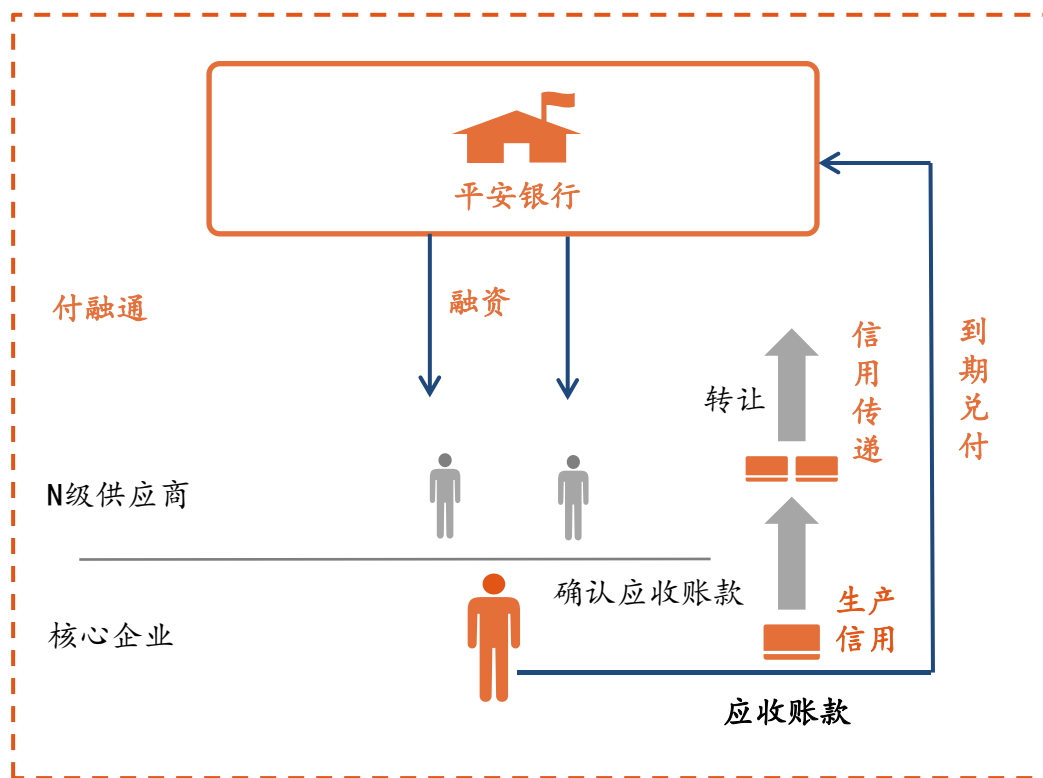 平安银行
付融通
融资
转让
信用传递
到期兑付
N级供应商
确认应收账款
核心企业
生产
信用
应收账款